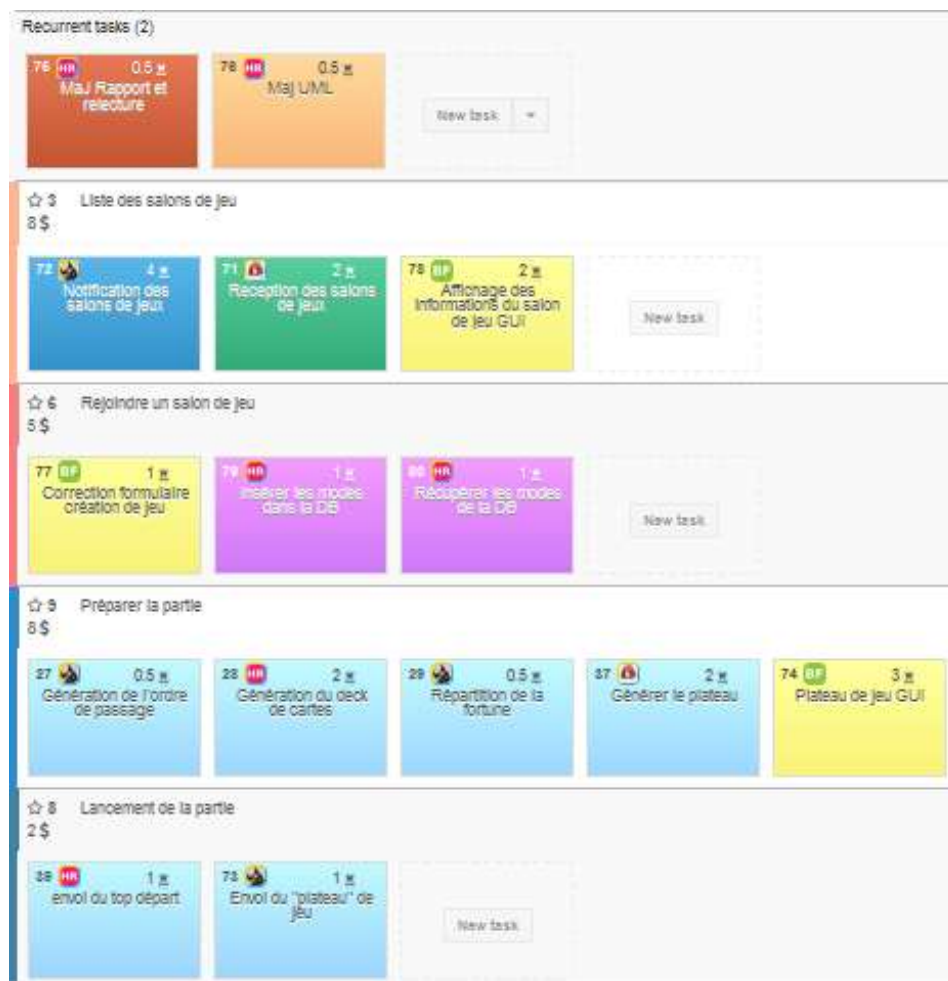 Recurrent tasks (2)
76 HR 0.5 H
MaJ Rapport et
relecture
78 HR 0.5 H
Maj UML
New task
3 Liste des salons de jeu
8 $
72 4 H
Notification des
salons de jeux
71 2 H
Reception des salons
de jeux
BF 2 H
Affichage des
informations du salon
de jeu GUI
New task
6 Rejoindre un salon de jeu
5 $
77 BF 1 H
Correction formulaire
création de jeu
79 HR 1 H
Insérer les modes
dans la DB
80 HR 1 H
Récupérer les modes
de la DB
New task
9 Préparer la partie
8 $
27 0.5 H
Génération de l'ordre
de passage
28 HR 2 H
Génération du deck
de cartes
29 0.5 H
Répartition de la
fortune
37 2 H
Générer le plateau
74 BF 3 H
Plateau de jeu GUI
8 Lancement de la partie
2 $
39 HR 1 H
envoi du top départ
73 1 H
Envoi du "plateau" de
jeu
New task